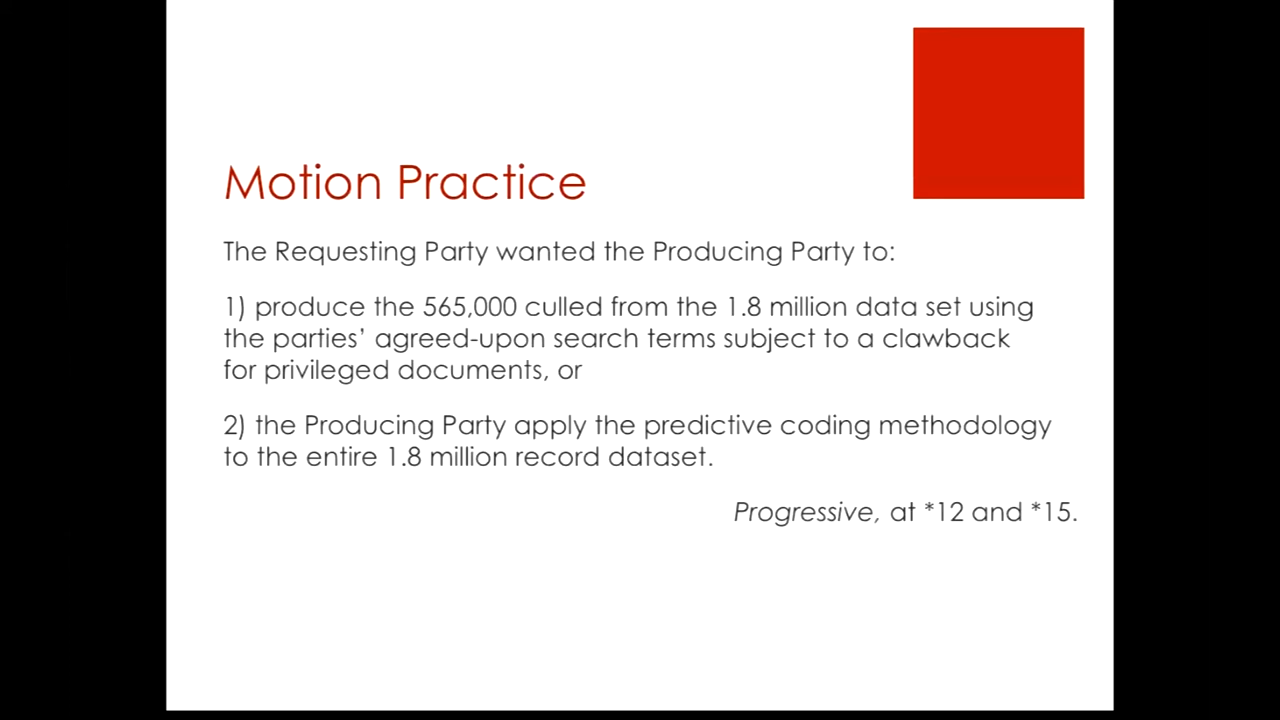 Motion Practice
The Requesting Party wanted the Producing Party to:
1) produce the 565,000 culled from the 1.8 million data set using
the parties’ agreed-upon search terms subject to a clawback
for privileged documents, or
2) the Producing Party apply the predictive coding methodology
to the entire 1.8 million record dataset.
Progressive, at *12 and *15.